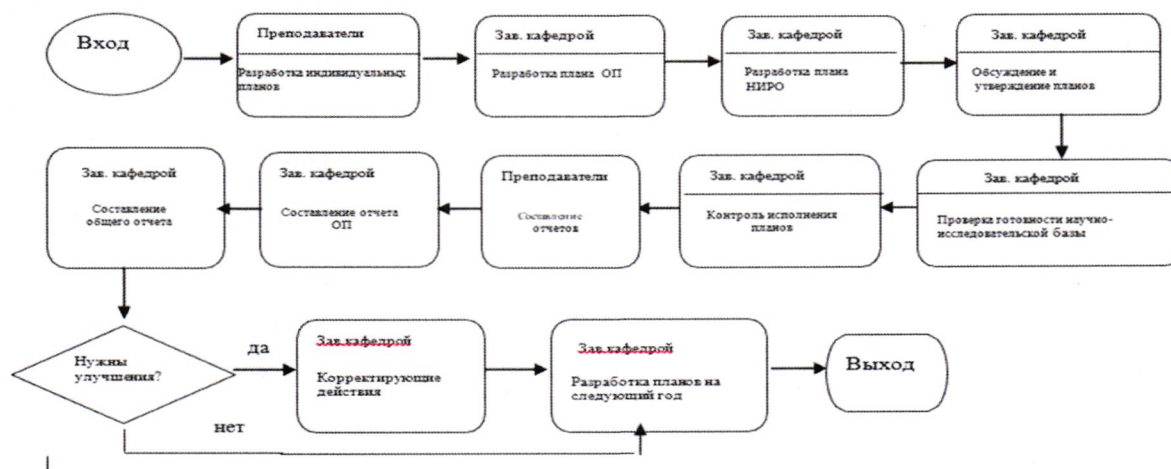 Вход
Преподаватели
Разработка индивидуальных
планов
Зав. кафедрой
Разработка плана ОП
Зав. кафедрой
Разработка плана
НИРО
Зав. кафедрой
Обсуждение и
утверждение планов
Зав. кафедрой
Проверка готовности научно-
исследовательской базы
Зав. кафедрой
Контроль исполнения
планов
Преподаватели
Составление
отчетов
Зав. кафедрой
Составление отчета
ОП
Зав. кафедрой
Составление
общего отчета
Нужны
улучшения?
да
нет
Зав.кафедрой
Корректирующие
действия
Зав.кафедрой
Разработка планов на
следующий год
Выход